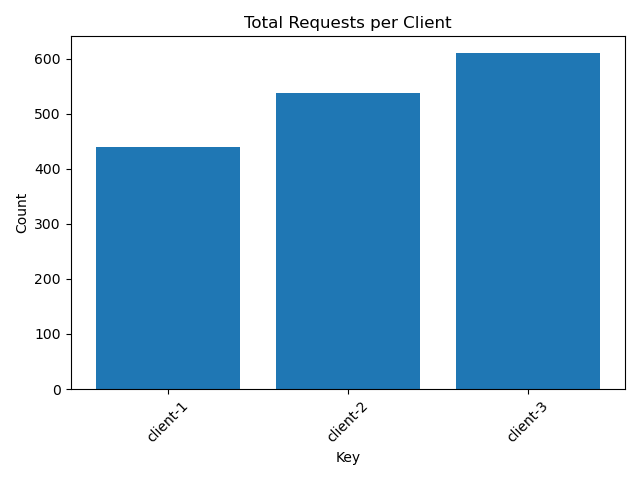 Total Requests per Client
Count
600
500
400
300
200
100
0
client-1
client-2
client-3
Key